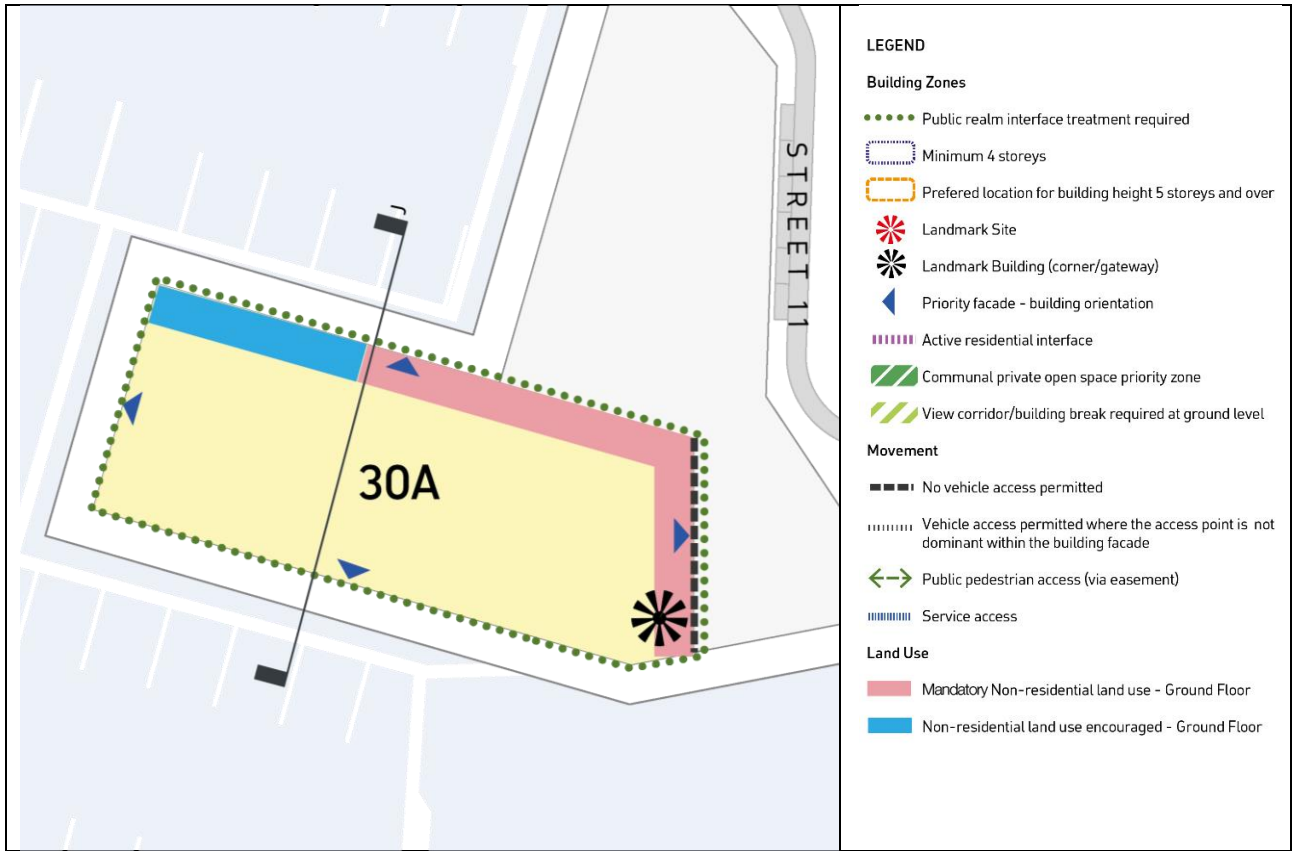 30A
STREET 11
LEGEND
Building Zones
Public realm interface treatment required
Minimum 4 storeys
Prefered location for building height 5 storeys and over
Landmark Site
Landmark Building (corner/gateway)
Priority facade - building orientation
Active residential interface
Communal private open space priority zone
View corridor/building break required at ground level
Movement
No vehicle access permitted
Vehicle access permitted where the access point is not
dominant within the building facade
Public pedestrian access (via easement)
Service access
Land Use
Mandatory Non-residential land use - Ground Floor
Non-residential land use encouraged - Ground Floor